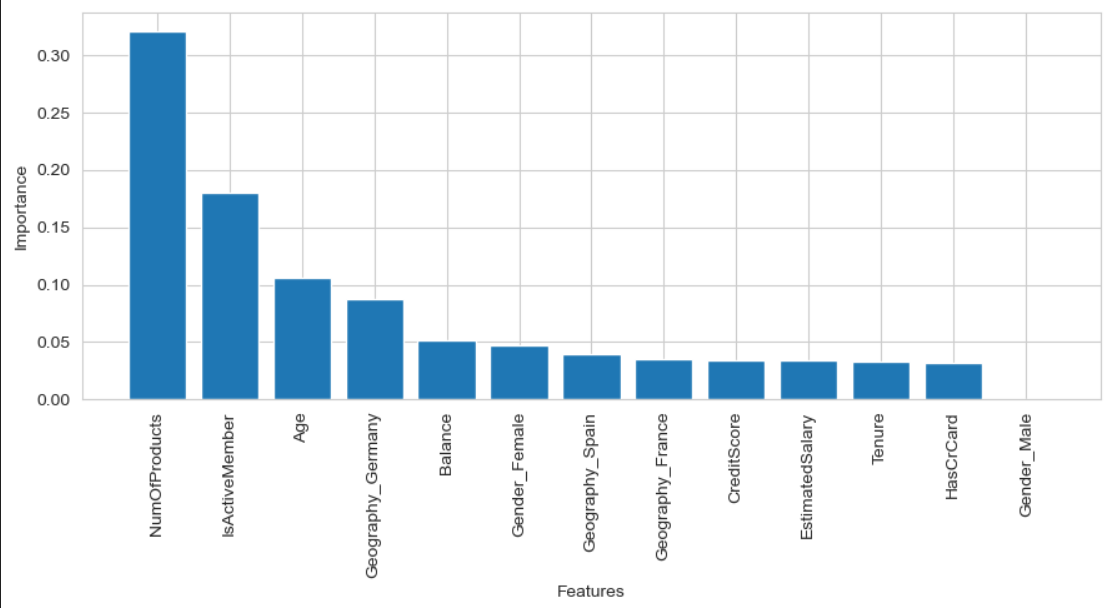 0.30
0.25
0.20
0.15
0.10
0.05
0.00
Importance
NumOfProducts
IsActiveMember
Age
Geography_Germany
Balance
Gender_Female
Geography_Spain
Geography_France
CreditScore
EstimatedSalary
Tenure
HasCrCard
Gender_Male
Features